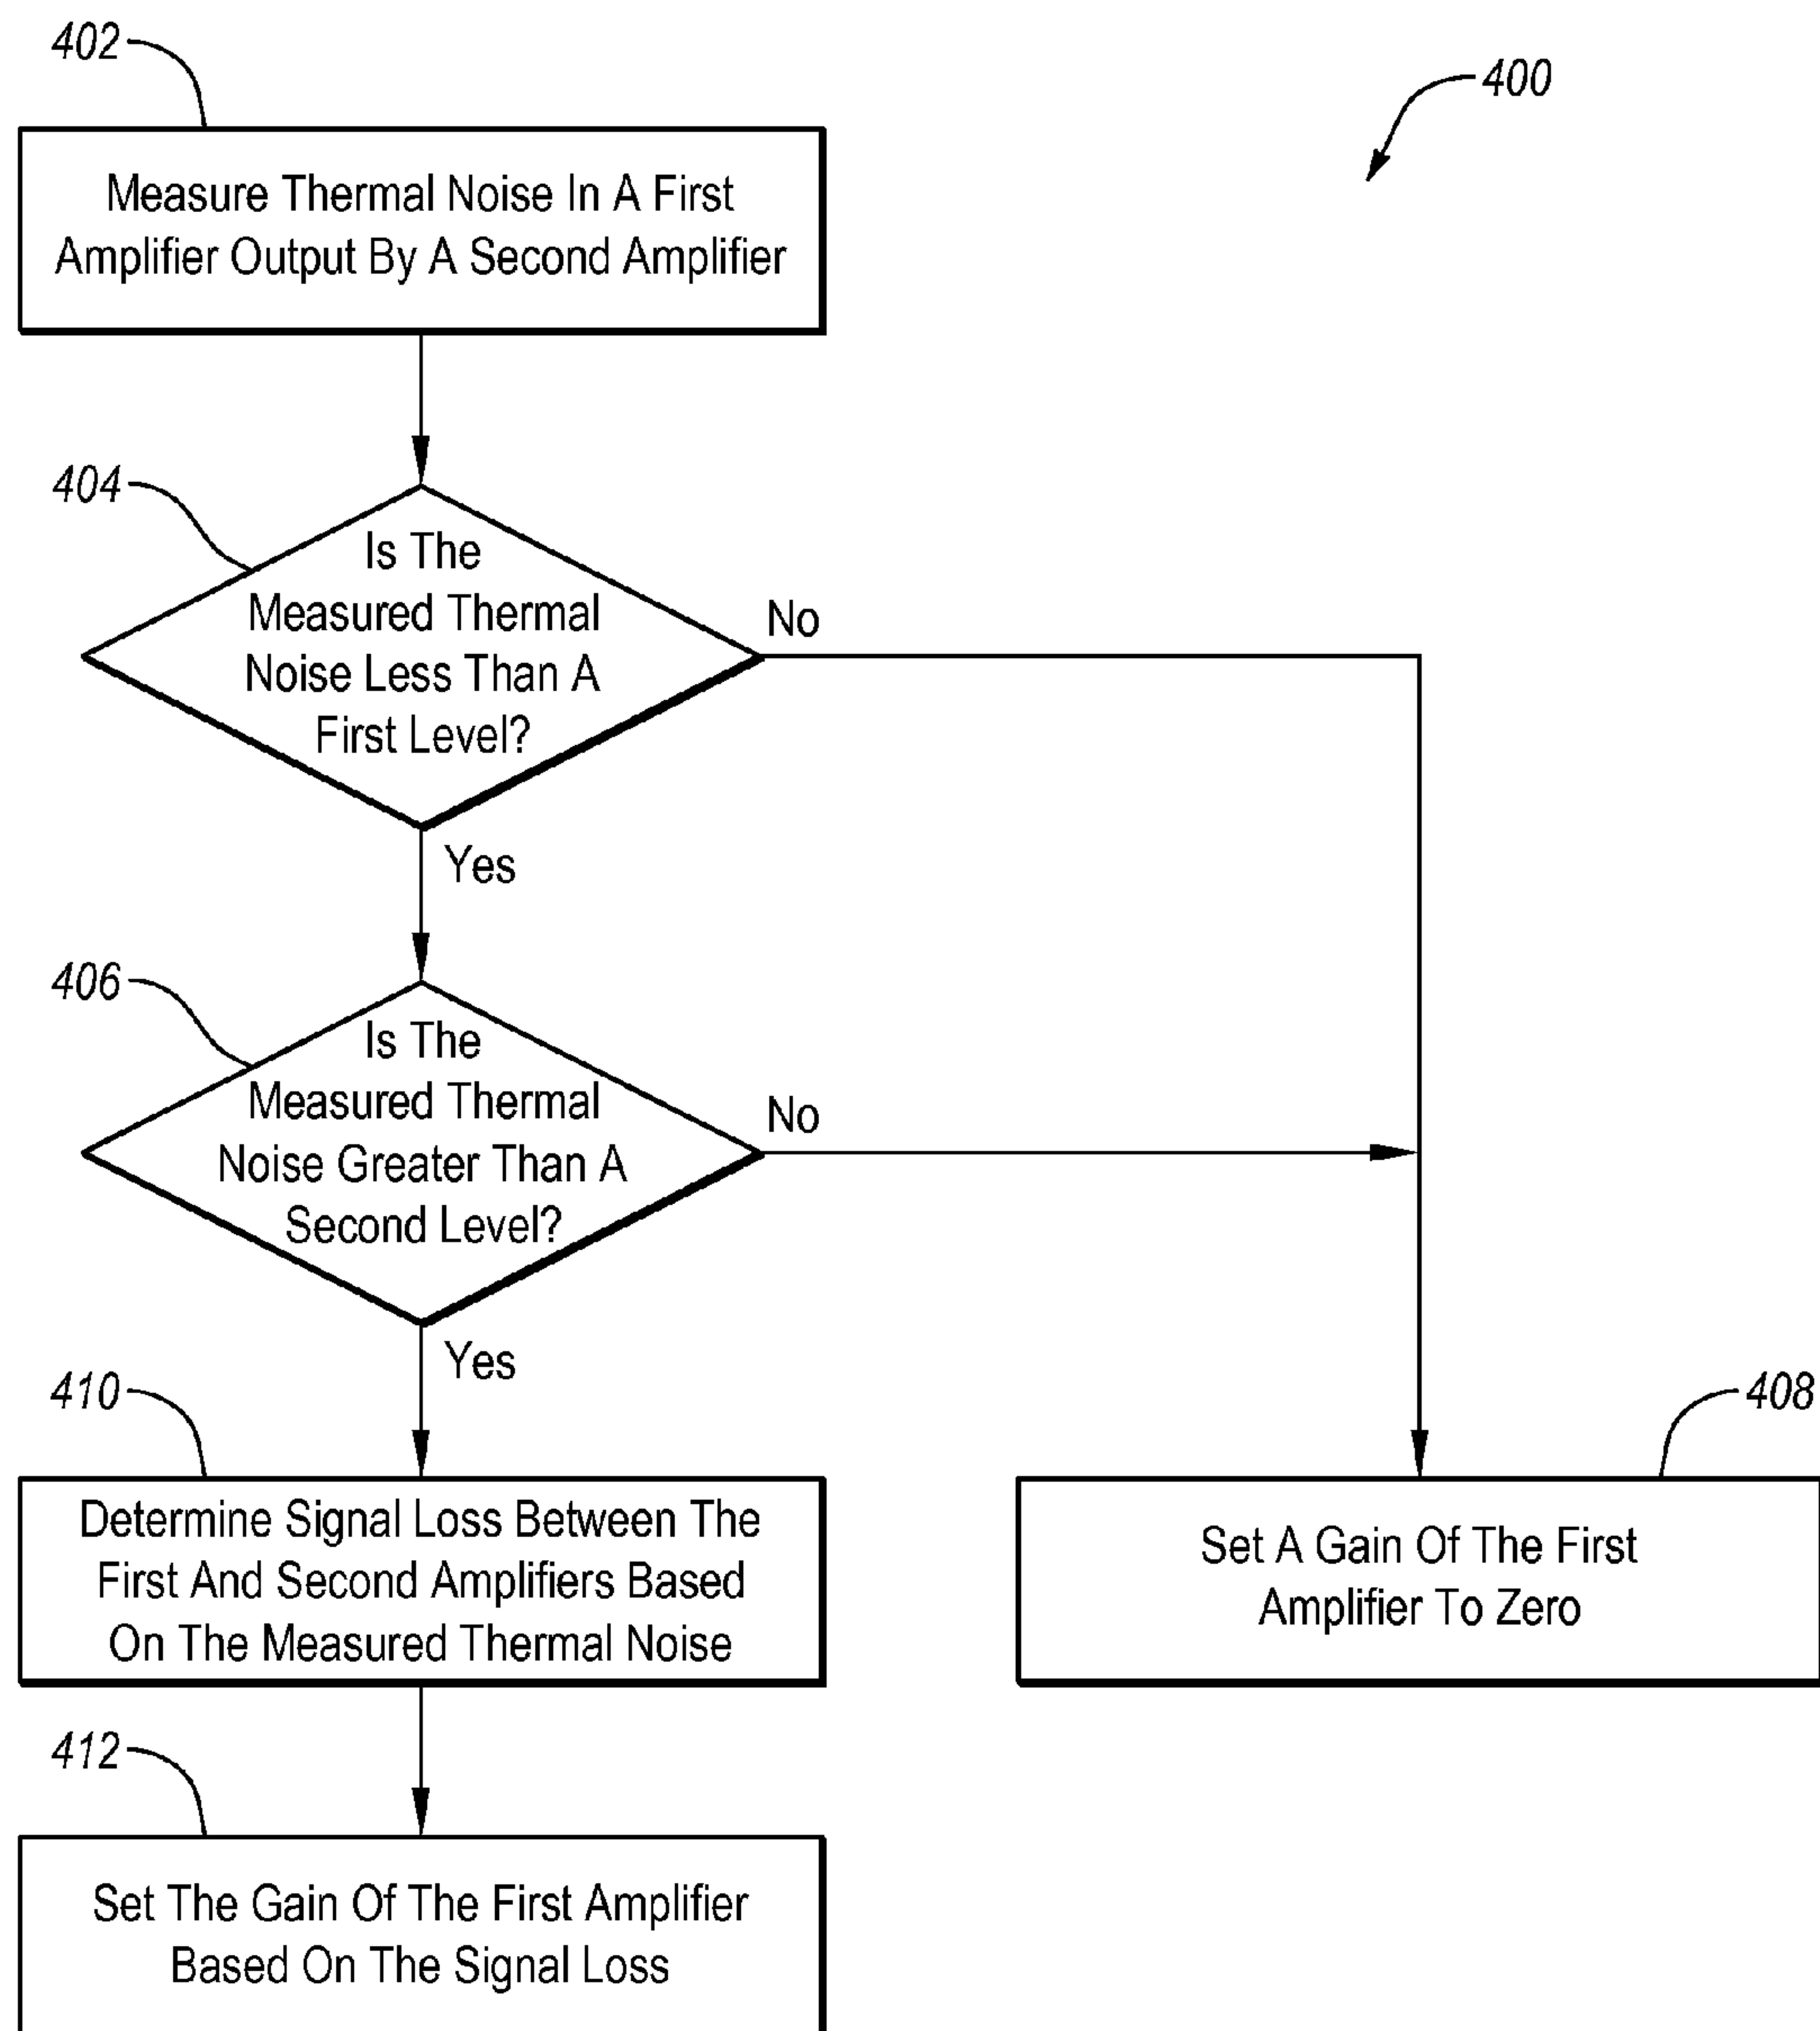 402
400
Measure Thermal Noise In A First
Amplifier Output By A Second Amplifier
404
Is The
Measured Thermal
Noise Less Than A
First Level?
No
Yes
406
Is The
Measured Thermal
Noise Greater Than A
Second Level?
No
Yes
410
408
Determine Signal Loss Between The
First And Second Amplifiers Based
On The Measured Thermal Noise
Set A Gain Of The First
Amplifier To Zero
412
Set The Gain Of The First Amplifier
Based On The Signal Loss